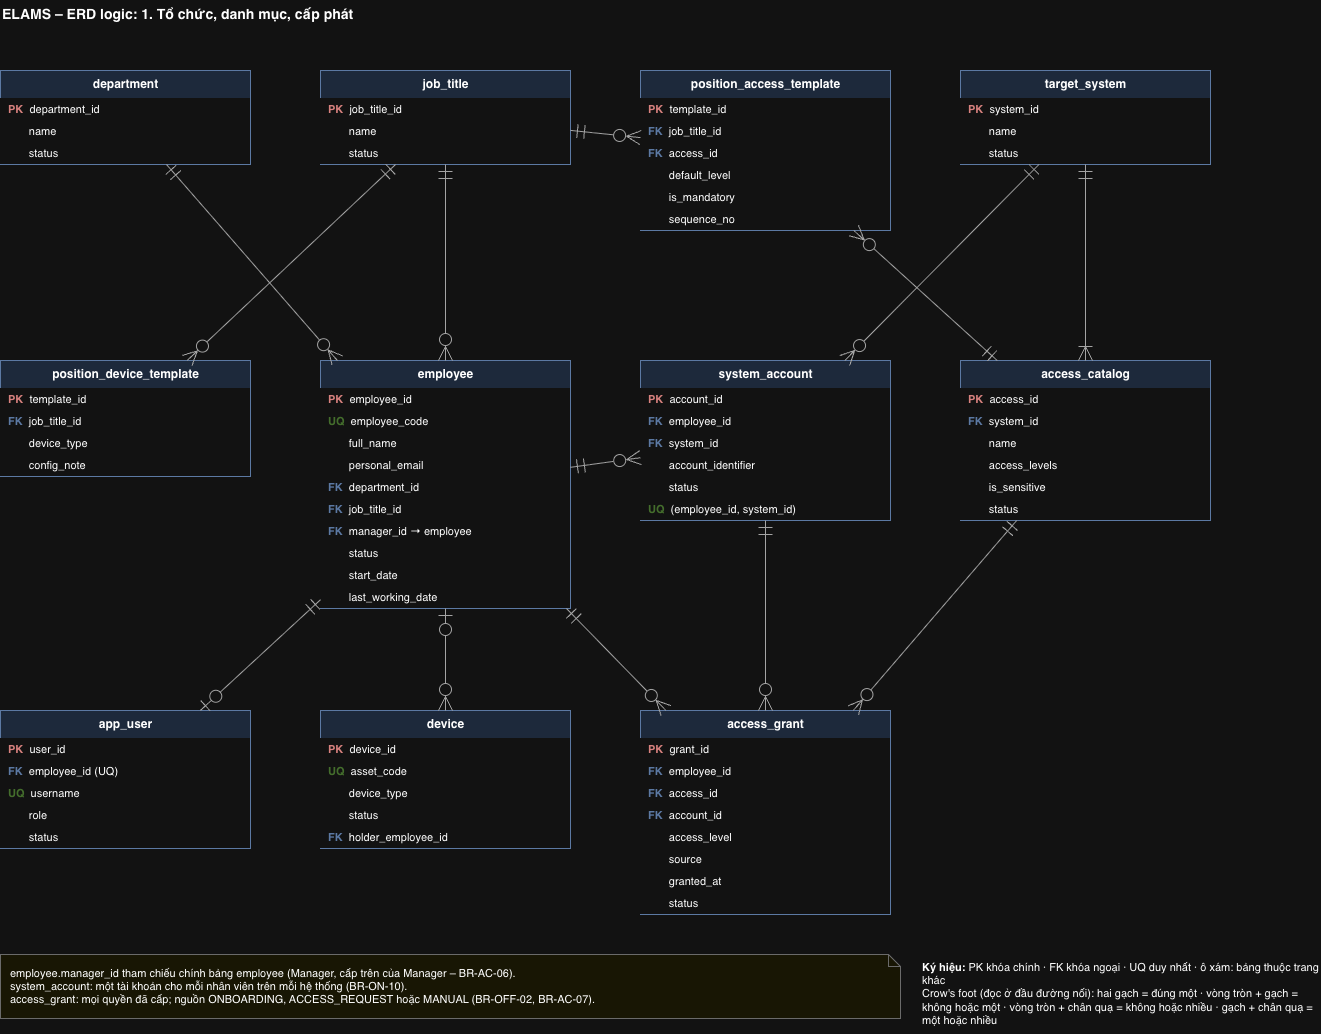 ELAMS – ERD logic: 1. Tổ chức, danh mục, cấp phát
department
PK department_id
name
status
job_title
PK job_title_id
name
status
position_access_template
PK template_id
FK job_title_id
FK access_id
default_level
is_mandatory
sequence_no
target_system
PK system_id
name
status
position_device_template
PK template_id
FK job_title_id
device_type
config_note
employee
PK employee_id
UQ employee_code
full_name
personal_email
FK department_id
FK job_title_id
FK manager_id → employee
status
start_date
last_working_date
system_account
PK account_id
FK employee_id
FK system_id
account_identifier
status
UQ (employee_id, system_id)
access_catalog
PK access_id
FK system_id
name
access_levels
is_sensitive
status
app_user
PK user_id
FK employee_id (UQ)
UQ username
role
status
device
PK device_id
UQ asset_code
device_type
status
FK holder_employee_id
access_grant
PK grant_id
FK employee_id
FK access_id
FK account_id
access_level
source
granted_at
status
employee.manager_id tham chiếu chính bảng employee (Manager, cấp trên của Manager – BR-AC-06).
system_account: một tài khoản cho mỗi nhân viên trên mỗi hệ thống (BR-ON-10).
access_grant: mọi quyền đã cấp; nguồn ONBOARDING, ACCESS_REQUEST hoặc MANUAL (BR-OFF-02, BR-AC-07).
Ký hiệu: PK khóa chính · FK khóa ngoại · UQ duy nhất · ô xám: bảng thuộc trang
khác
Crow's foot (đọc ở đầu đường nối): hai gạch = đúng một · vòng tròn + gạch =
không hoặc một · vòng tròn + chân quạ = không hoặc nhiều · gạch + chân quạ =
một hoặc nhiều